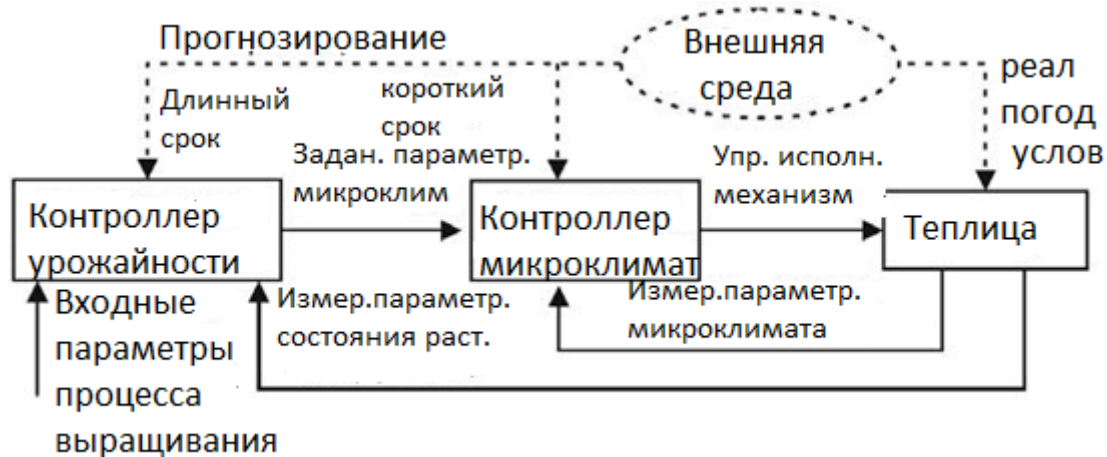 Прогнозирование
Внешняя
среда
реал
погод
услов
Длинный
срок
короткий
срок
Задан. параметр.
микроклим
Упр. исполн.
механизм
Контроллер
урожайности
Контроллер
микроклимат
Теплица
Входные
параметры
процесса
выращивания
Измер.параметр.
состояния раст.
Измер.параметр.
микроклимата